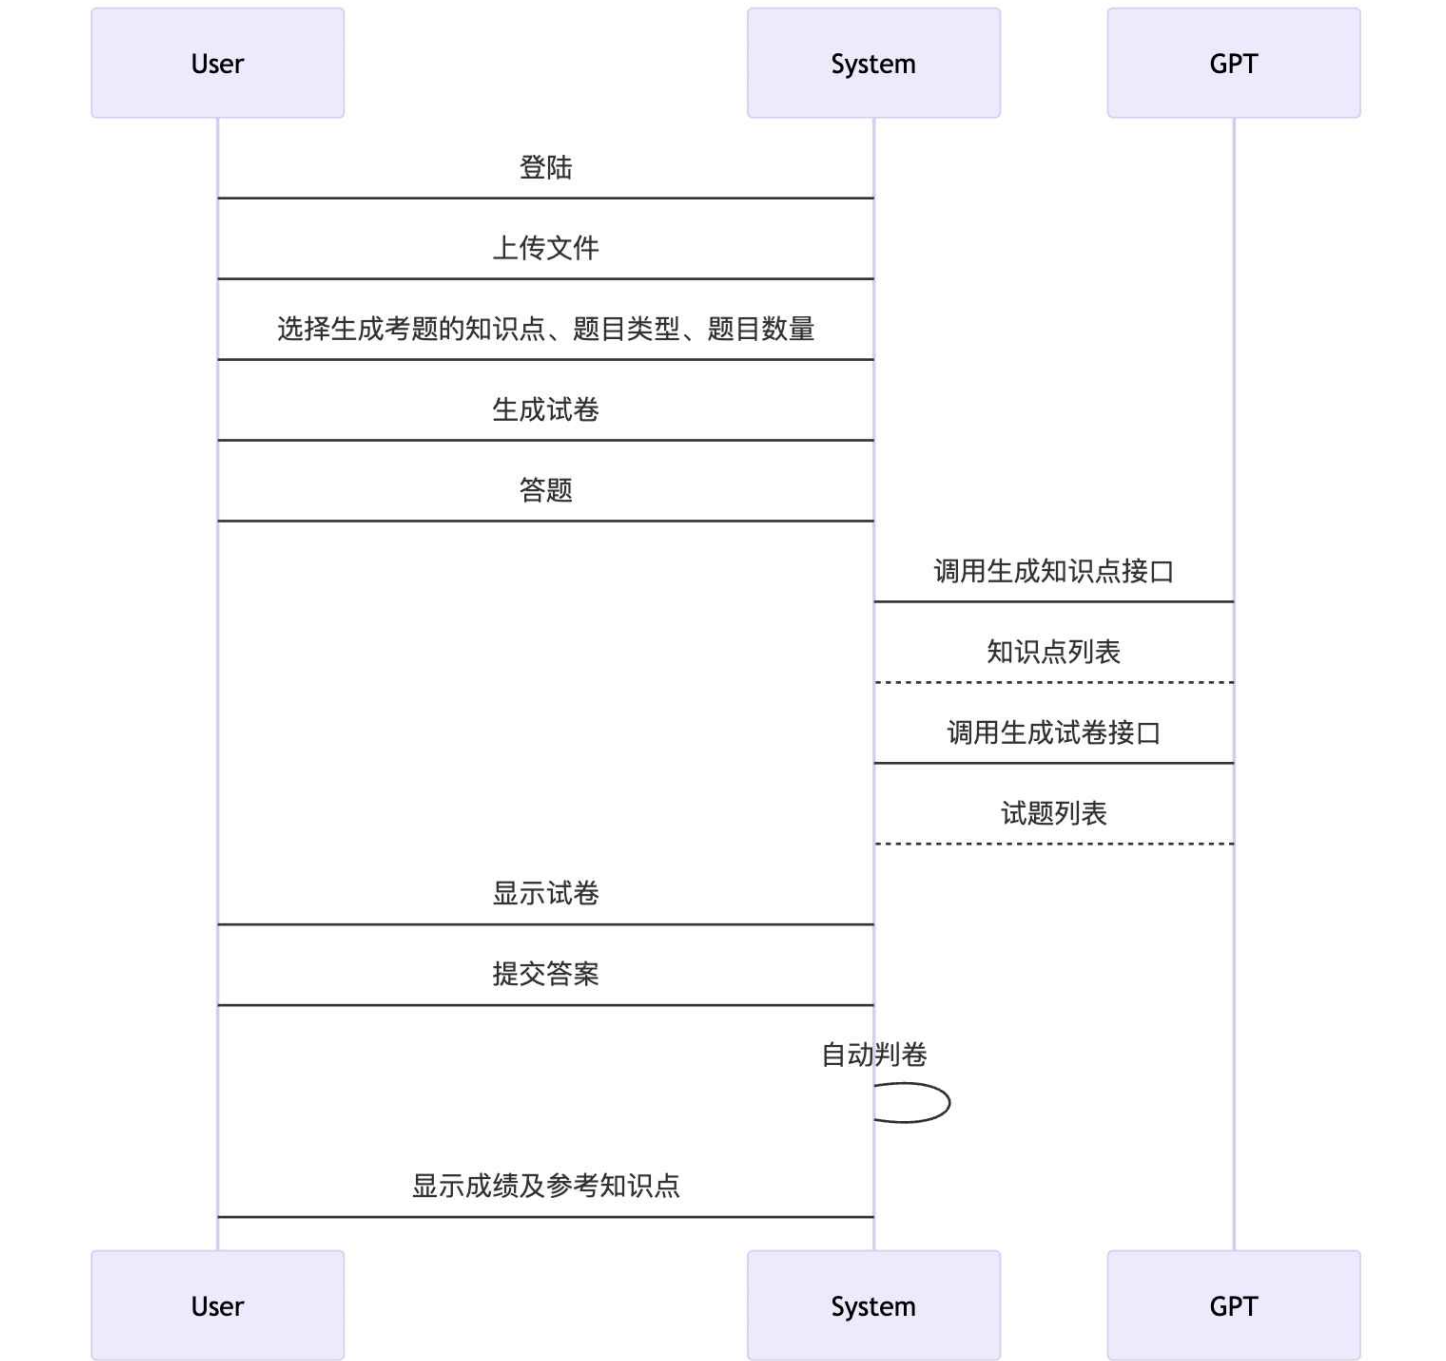 User
System
GPT
登陆
上传文件
选择生成考题的知识点、题目类型、题目数量
生成试卷
答题
调用生成知识点接口
知识点列表
调用生成试卷接口
试题列表
显示试卷
提交答案
自动判卷
显示成绩及参考知识点
User
System
GPT